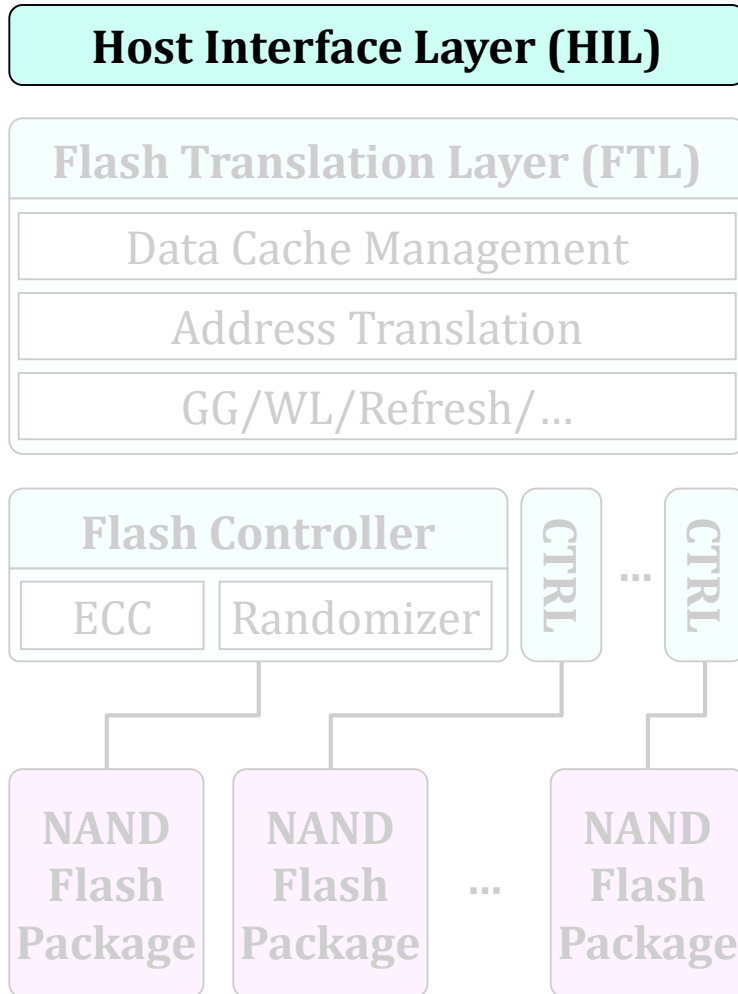 Host Interface Layer (HIL)
Flash Translation Layer (FTL)
Data Cache Management
Address Translation
GG/WL/Refresh/...
Flash Controller
ECC
Randomizer
CTRL
...
CTRL
NAND
Flash
Package
NAND
Flash
Package
...
NAND
Flash
Package